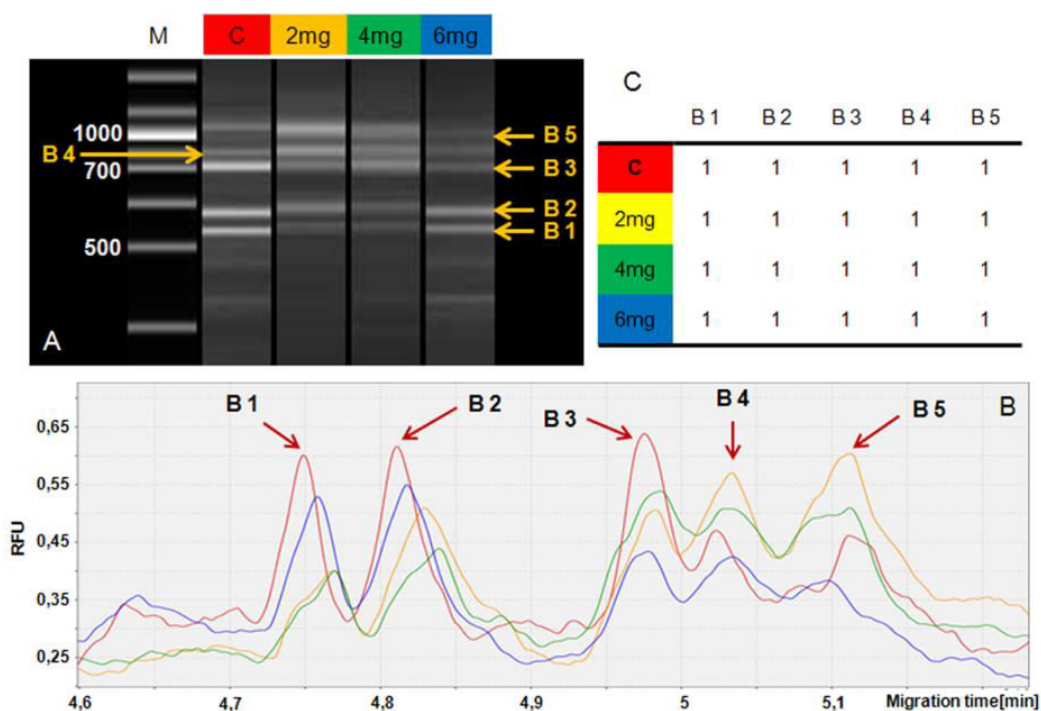 M C 2mg 4mg 6mg
1000
B 4
700
500
B 5
B 3
B 2
B 1
A
C
B 1 B 2 B 3 B 4 B 5
C 1 1 1 1 1
2mg 1 1 1 1 1
4mg 1 1 1 1 1
6mg 1 1 1 1 1
B 1 B 2 B 3 B 4 B 5 B
0,65
0,55
0,45
0,35
0,25
RFU
4,6 4,7 4,8 4,9 5 5,1 Migration time[min]